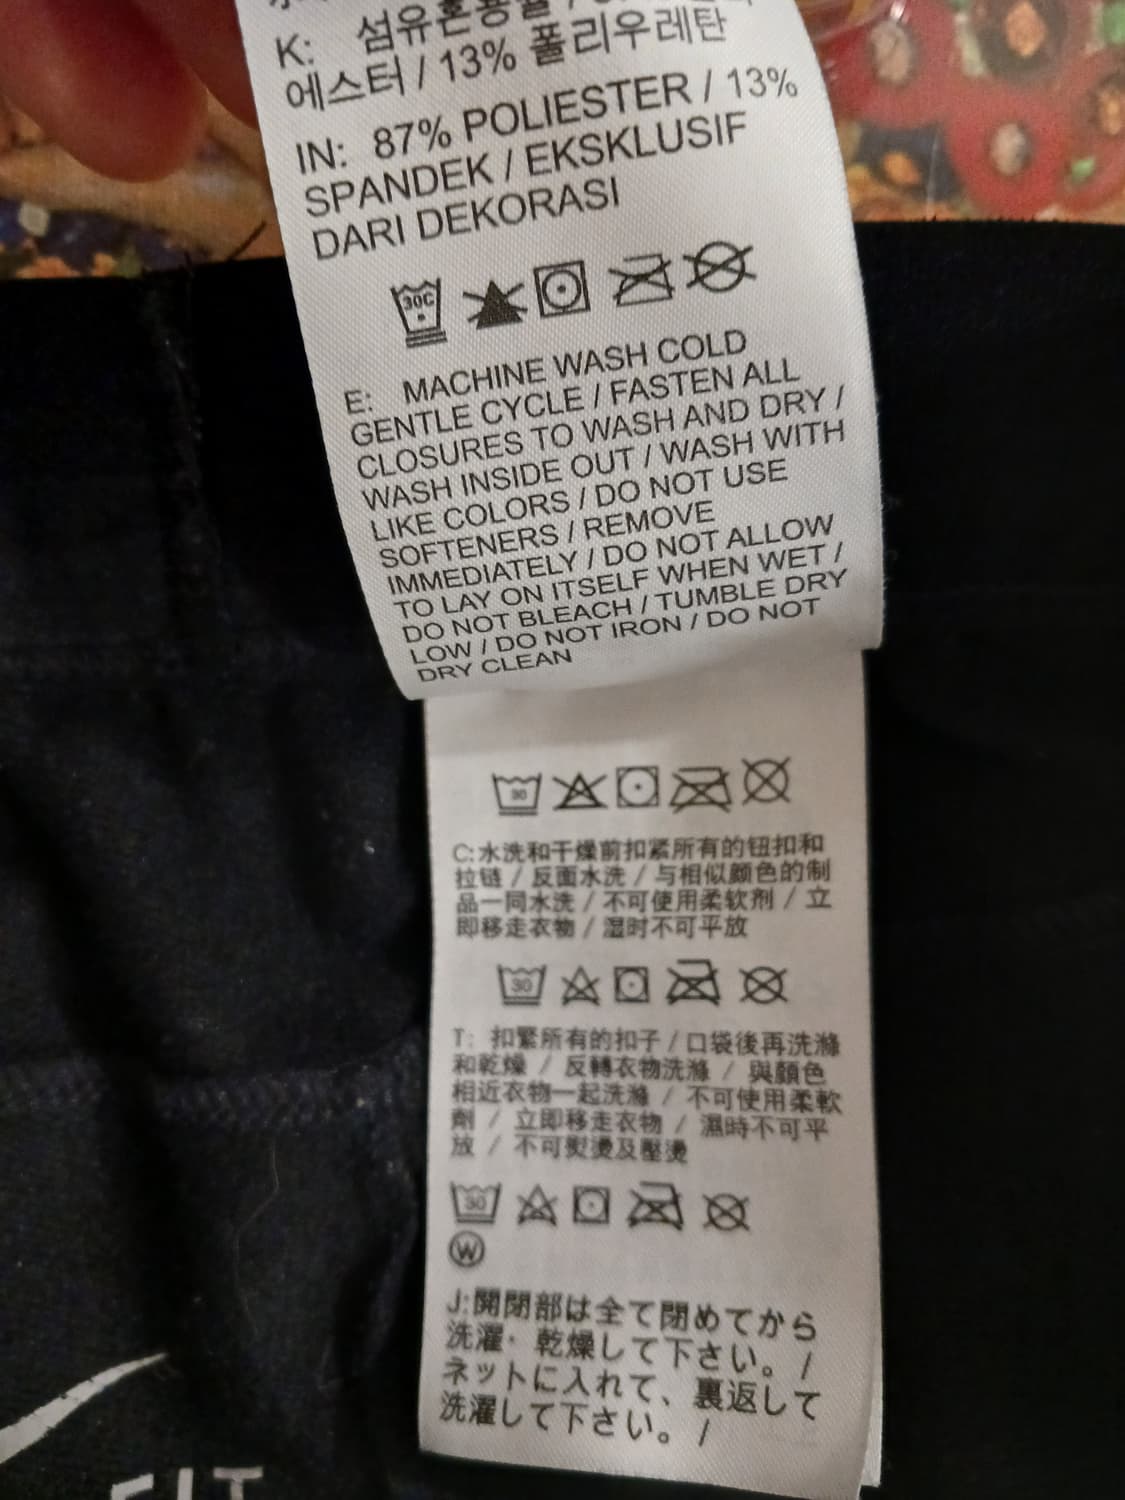 K: 섬유혼용율 /
에스터 / 13% 폴리우레탄
IN: 87% POLIESTER / 13%
SPANDEK / EKSKLUSIF
DARI DEKORASI
30C
E: MACHINE WASH COLD
GENTLE CYCLE / FASTEN ALL
CLOSURES TO WASH AND DRY /
WASH INSIDE OUT / WASH WITH
LIKE COLORS / DO NOT USE
SOFTENERS / REMOVE
IMMEDIATELY / DO NOT ALLOW
TO LAY ON ITSELF WHEN WET /
DO NOT BLEACH / TUMBLE DRY
LOW / DO NOT IRON / DO NOT
DRY CLEAN
30
C:水洗和干燥前扣紧所有的钮扣和
拉链 / 反面水洗 / 与相似颜色的制
品一同水洗 / 不可使用柔软剂 / 立
即移走衣物 / 湿时不可平放
30
T: 扣緊所有的扣子 / 口袋後再洗滌
和乾燥 / 反轉衣物洗滌 / 與顏色
相近衣物一起洗滌 / 不可使用柔軟
劑 / 立即移走衣物 / 濕時不可平
放 / 不可熨燙及壓燙
30
W
J:開閉部は全て閉めてから
洗濯・乾燥して下さい。 /
ネットに入れて、裏返して
洗濯して下さい。 /
FIT